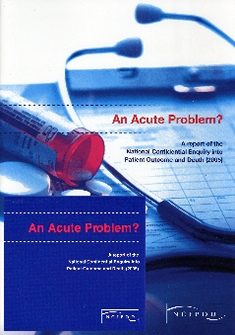 An Acute Problem?
A report of the
National Confidential Enquiry into
Patient Outcome and Death (2005)
An Acute Problem?
A report of the
National Confidential Enquiry into
Patient Outcome and Death (2005)
NCEPOD
NCEPOD